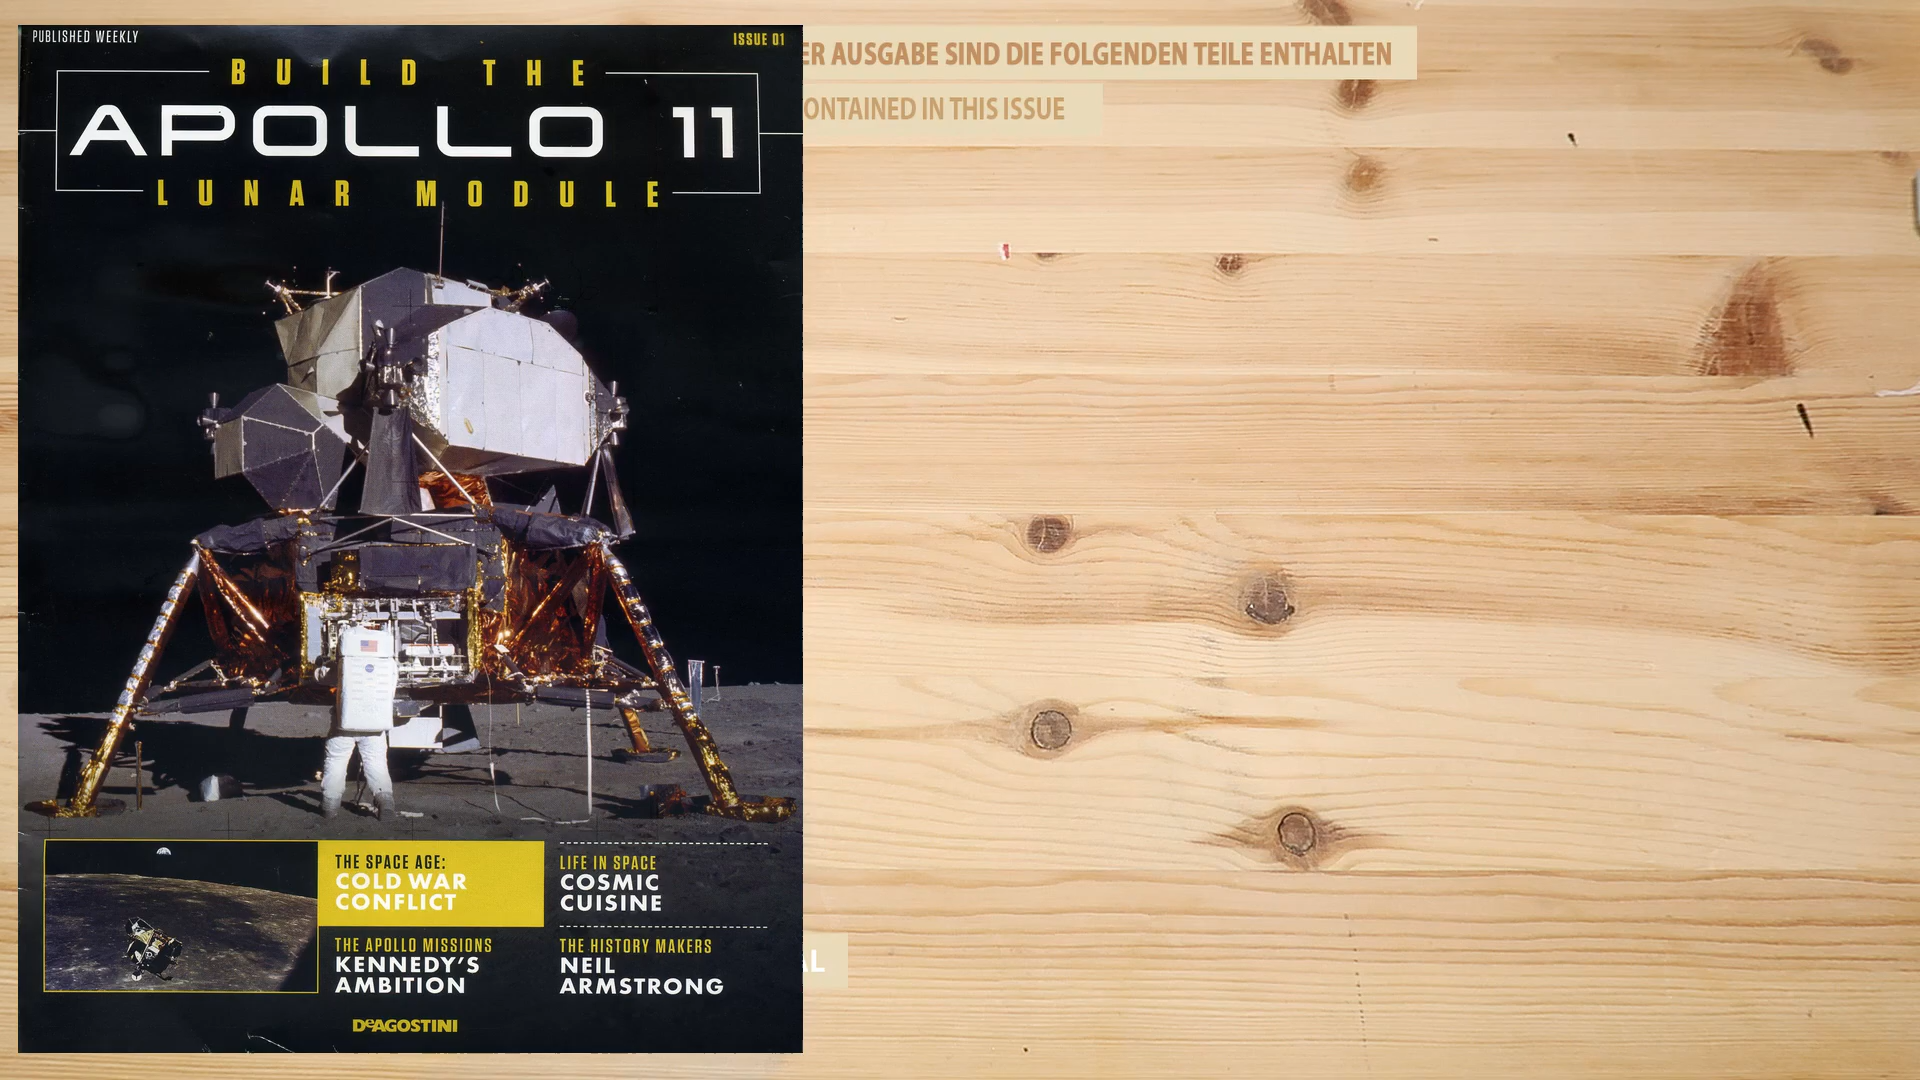 PUBLISHED WEEKLY
ISSUE 01
BUILD THE
APOLLO 11
LUNAR MODULE
THE SPACE AGE:
COLD WAR
CONFLICT
LIFE IN SPACE
COSMIC
CUISINE
THE APOLLO MISSIONS
KENNEDY'S
AMBITION
THE HISTORY MAKERS
NEIL
ARMSTRONG
DeAGOSTINI
ER AUSGABE SIND DIE FOLGENDEN TEILE ENTHALTEN
ONTAINED IN THIS ISSUE
AL